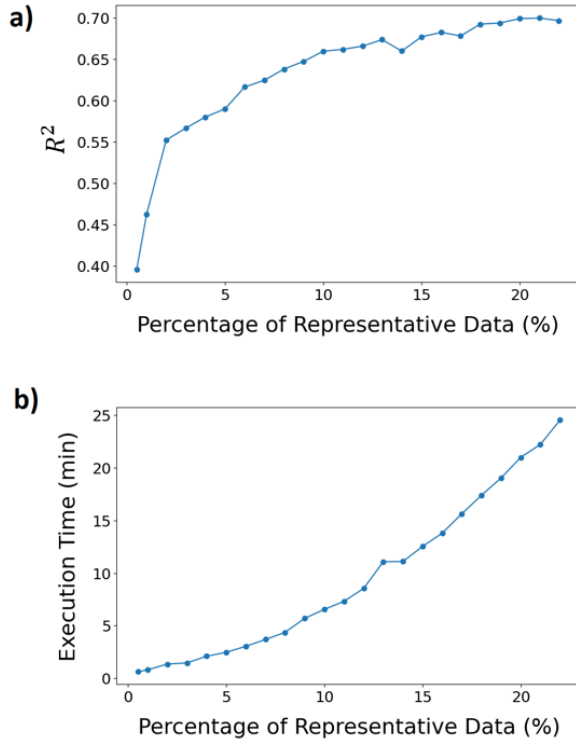 a)
R²
0.70
0.65
0.60
0.55
0.50
0.45
0.40
0 5 10 15 20
Percentage of Representative Data (%)
b)
Execution Time (min)
25
20
15
10
5
0
0 5 10 15 20
Percentage of Representative Data (%)